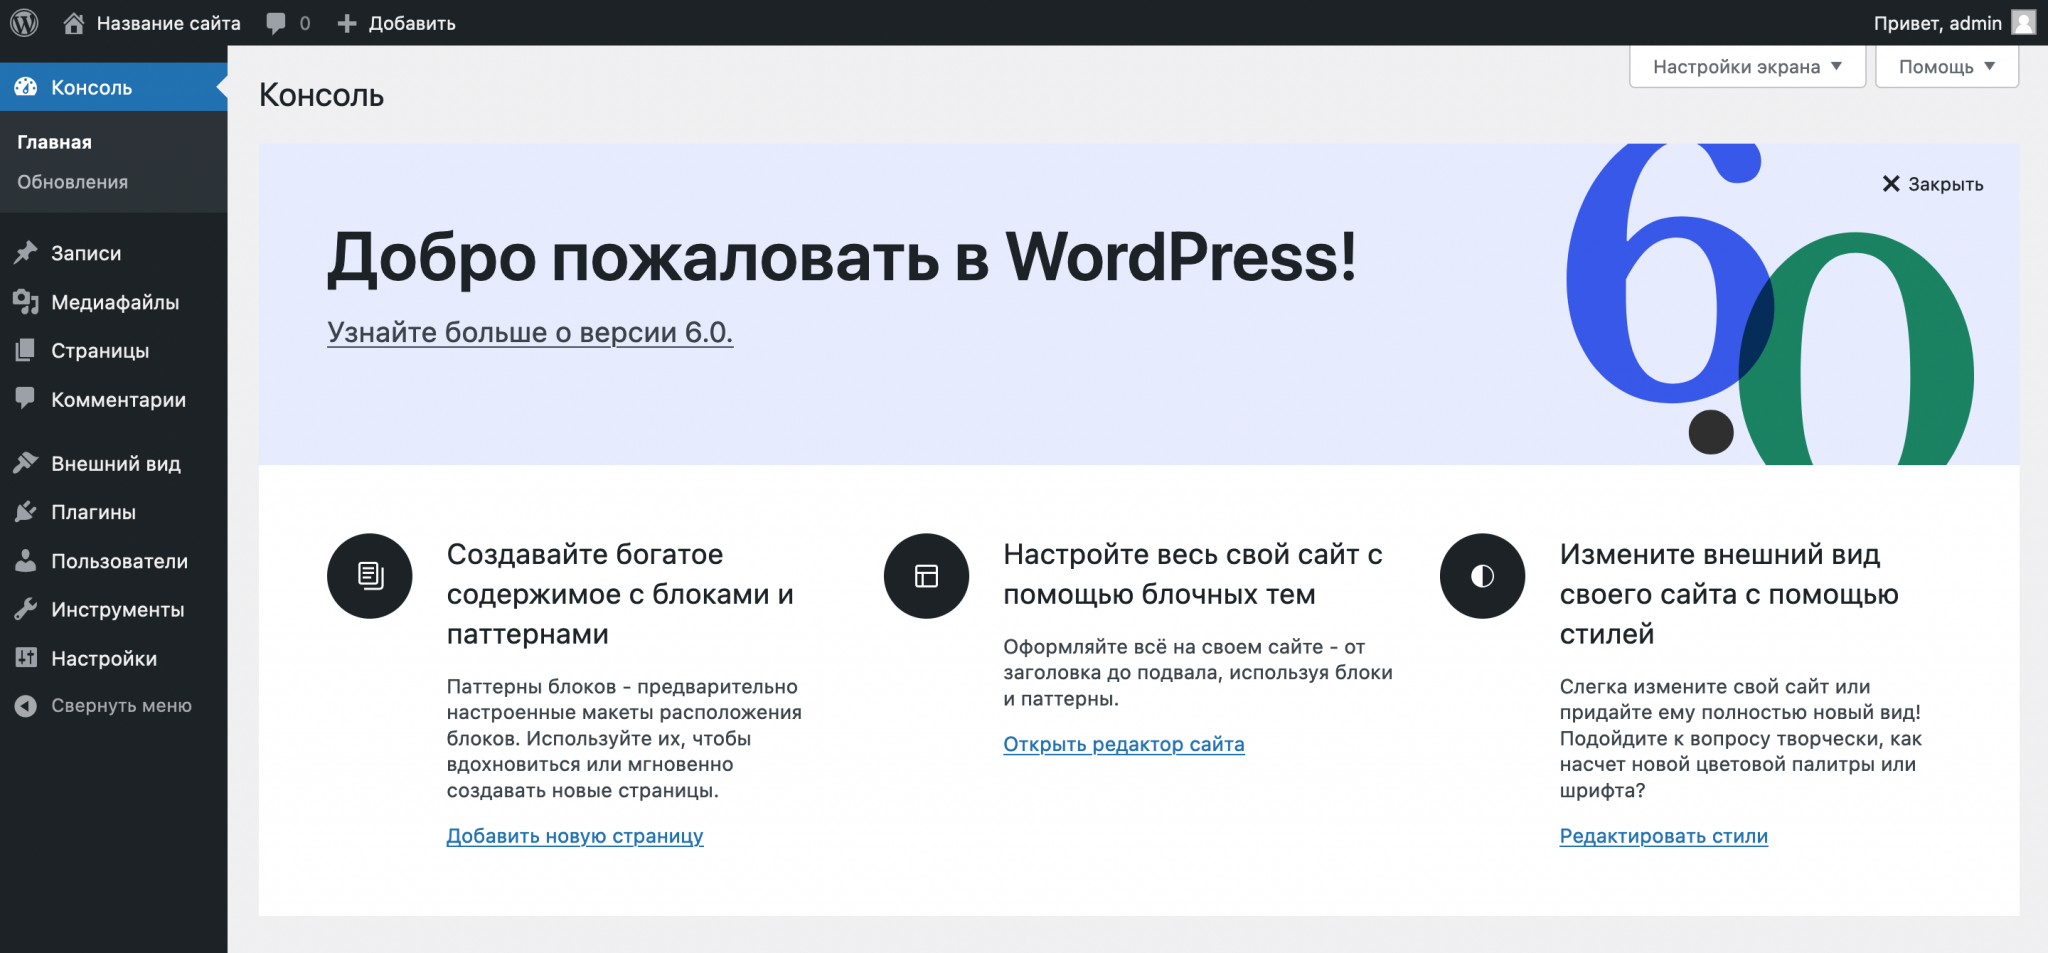 Название сайта 0 Добавить Привет, admin
Консоль
Главная
Обновления
Записи
Медиафайлы
Страницы
Комментарии
Внешний вид
Плагины
Пользователи
Инструменты
Настройки
Свернуть меню
Настройки экрана Помощь
Консоль
Закрыть
Добро пожаловать в WordPress!
Узнайте больше о версии 6.0.
6.0
Создавайте богатое
содержимое с блоками и
паттернами
Паттерны блоков - предварительно
настроенные макеты расположения
блоков. Используйте их, чтобы
вдохновиться или мгновенно
создавать новые страницы.
Добавить новую страницу
Настройте весь свой сайт с
помощью блочных тем
Оформляйте всё на своем сайте - от
заголовка до подвала, используя блоки
и паттерны.
Открыть редактор сайта
Измените внешний вид
своего сайта с помощью
стилей
Слегка измените свой сайт или
придайте ему полностью новый вид!
Подойдите к вопросу творчески, как
насчет новой цветовой палитры или
шрифта?
Редактировать стили